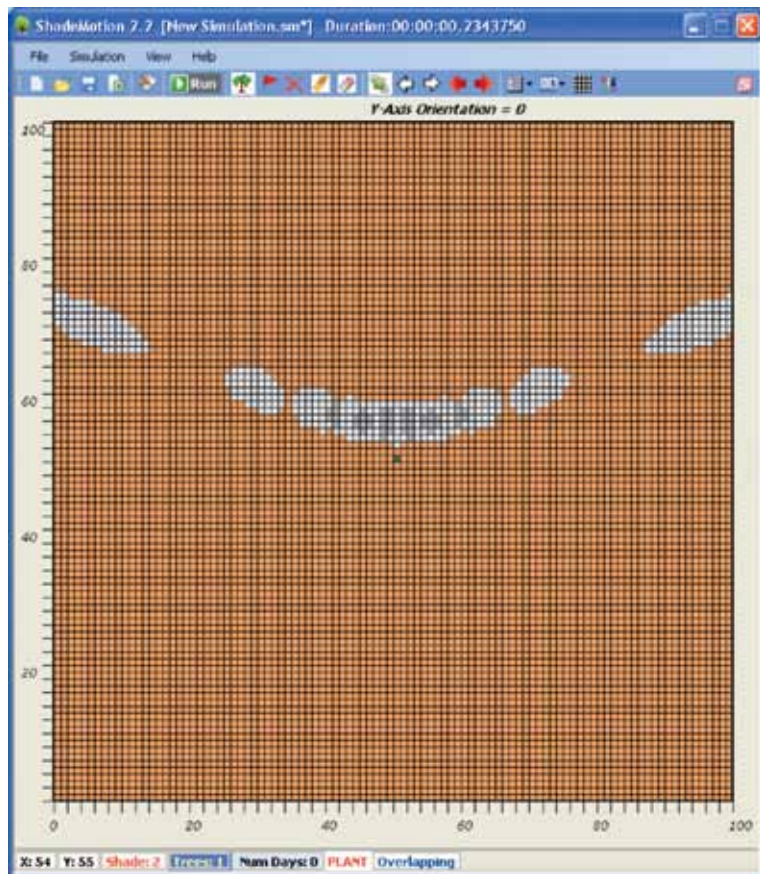 ShadeMotion 2.2 [New Simulation.sm*] Duration:00:00:00.2343750
File Simulation View Help
Run
Y-Axis Orientation = 0
100
80
60
40
20
0 20 40 60 80 100
X: 54 Y: 55 Shade: 2 Trees: 1 Num Days: 0 PLANT Overlapping